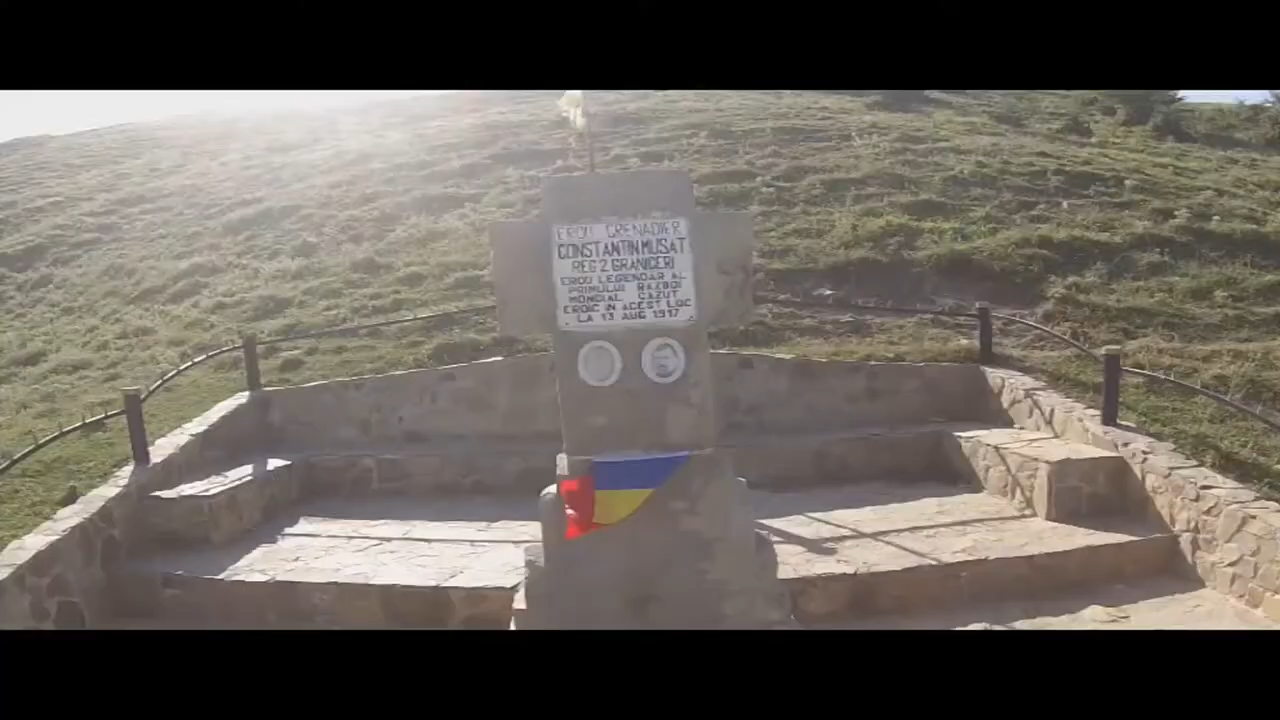 EROU GRENADIER
CONSTANTIN MUSAT
REG 2 GRANICERI
EROU LEGENDAR AL
PRIMULUI RAZBOI
MONDIAL CAZUT
EROIC IN ACEST LOC
LA 13 AUG 1917